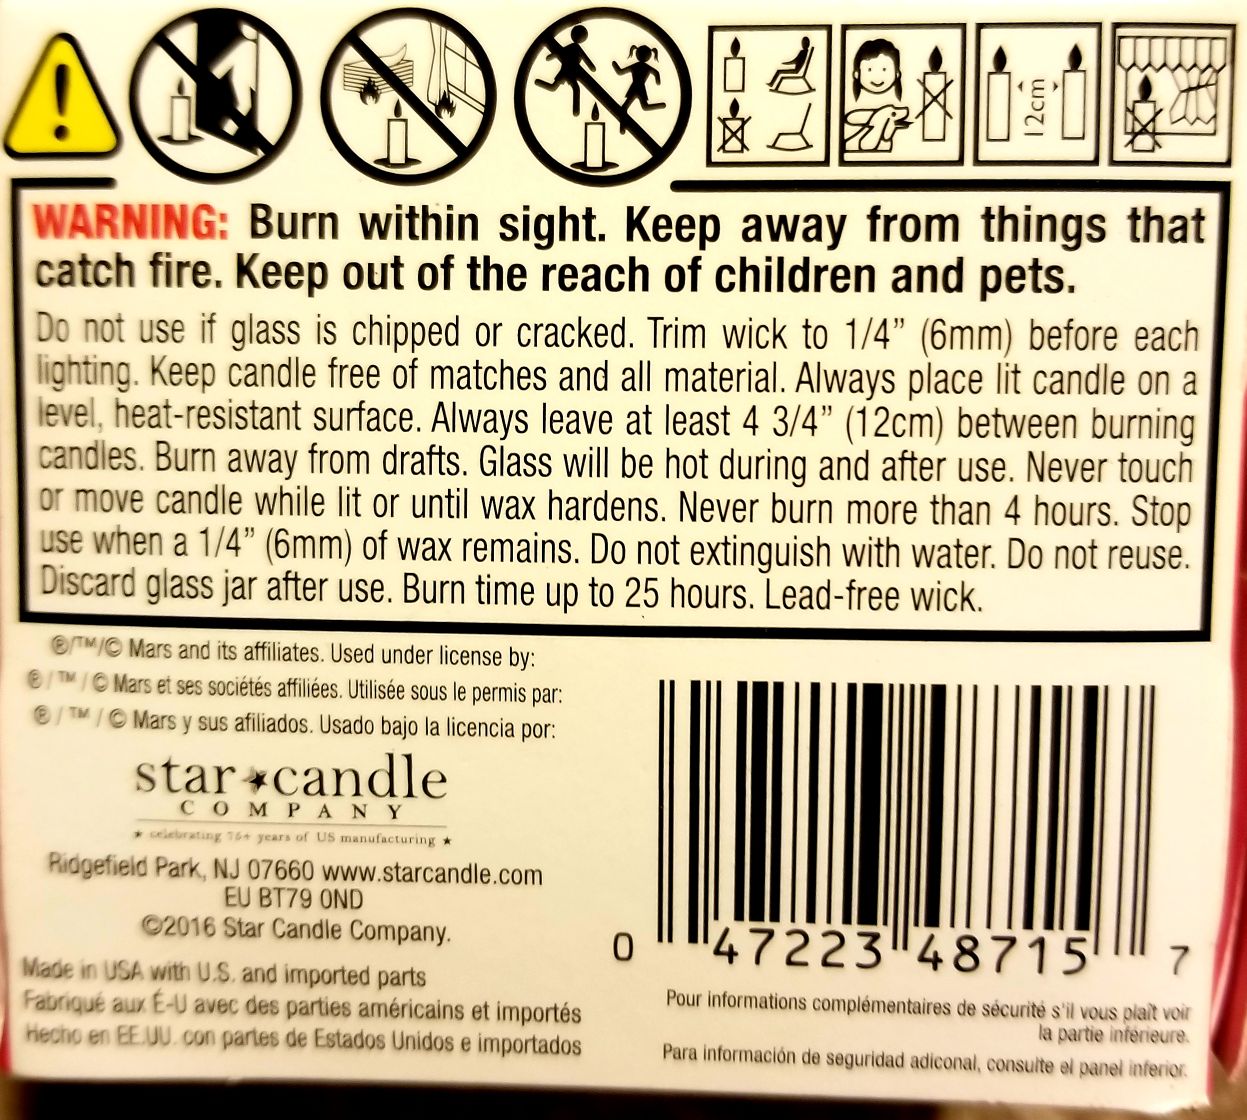 12cm
WARNING: Burn within sight. Keep away from things that
catch fire. Keep out of the reach of children and pets.
Do not use if glass is chipped or cracked. Trim wick to 1/4” (6mm) before each
lighting. Keep candle free of matches and all material. Always place lit candle on a
level, heat-resistant surface. Always leave at least 4 3/4” (12cm) between burning
candles. Burn away from drafts. Glass will be hot during and after use. Never touch
or move candle while lit or until wax hardens. Never burn more than 4 hours. Stop
use when a 1/4” (6mm) of wax remains. Do not extinguish with water. Do not reuse.
Discard glass jar after use. Burn time up to 25 hours. Lead-free wick.
®/™/© Mars and its affiliates. Used under license by:
® / ™ / © Mars et ses sociétés affiliées. Utilisée sous le permis par:
® / ™ / © Mars y sus afiliados. Usado bajo la licencia por:
star candle
COMPANY
★ celebrating 75+ years of US manufacturing ★
Ridgefield Park, NJ 07660 www.starcandle.com
EU BT79 0ND
©2016 Star Candle Company.
Made in USA with U.S. and imported parts
Fabriqué aux É-U avec des parties américains et importés
Hecho en EE.UU. con partes de Estados Unidos e importados
0 47223 48715 7
Pour informations complémentaires de sécurité s'il vous plaît voir
la partie inférieure.
Para información de seguridad adiconal, consulte el panel inferior.